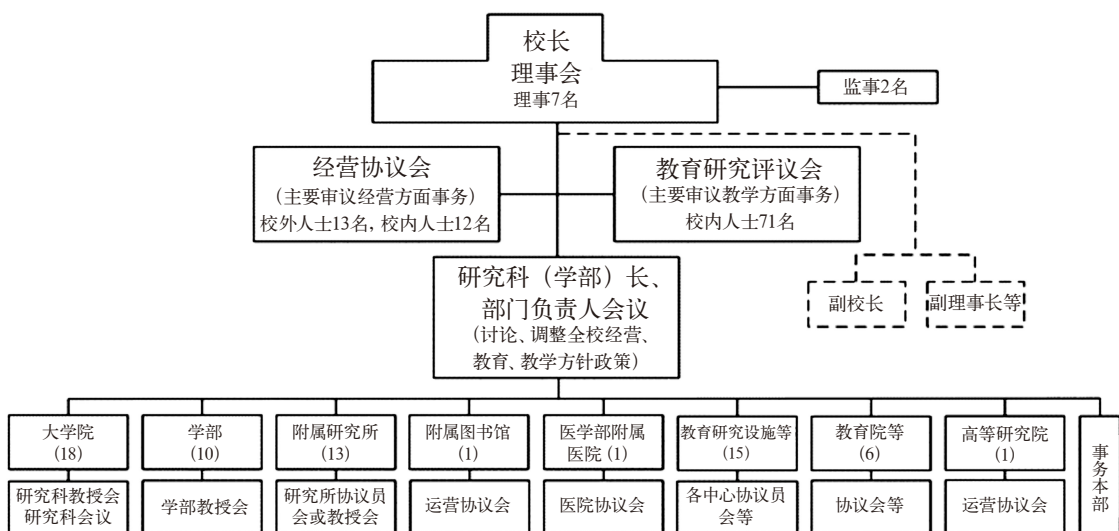 校长
理事会
理事7名
监事2名
经营协议会
（主要审议经营方面事务）
校外人士13名，校内人士12名
教育研究评议会
（主要审议教学方面事务）
校内人士71名
研究科（学部）长、
部门负责人会议
（讨论、调整全校经营、
教育、教学方针政策）
副校长
副理事长等
大学院
(18)
学部
(10)
附属研究所
(13)
附属图书馆
(1)
医学部附属
医院 (1)
教育研究设施等
(15)
教育院等
(6)
高等研究院
(1)
事务本部
研究科教授会
研究科会议
学部教授会
研究所协议员
会或教授会
运营协议会
医院协议会
各中心协议员
会等
协议会等
运营协议会